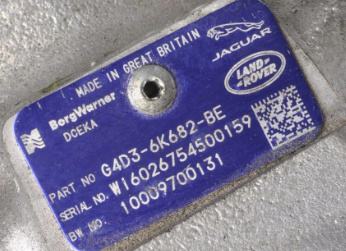 MADE IN GREAT BRITAIN
JAGUAR
BorgWarner
DCEKA
LAND
ROVER
PART NO G4D3-6K682-BE
SERIAL NO. W16026754500159
BW NO. 10009700131